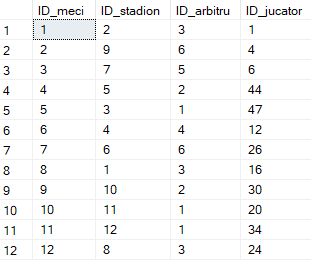 ID_meci ID_stadion ID_arbitru ID_jucator
1 1 2 3 1
2 2 9 6 4
3 3 7 5 6
4 4 5 2 44
5 5 3 1 47
6 6 4 4 12
7 7 6 6 26
8 8 1 3 16
9 9 10 2 30
10 10 11 1 20
11 11 12 1 34
12 12 8 3 24